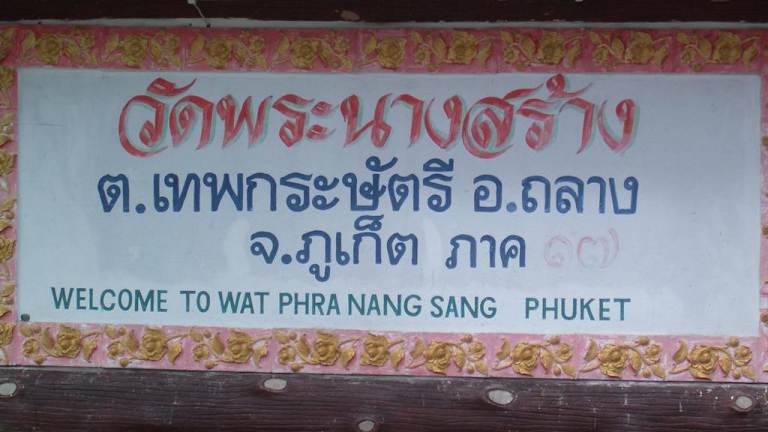 วัดพระนางสร้าง
ต.เทพกระษัตรี อ.ถลาง
จ.ภูเก็ต ภาค ๑๗
WELCOME TO WAT PHRA NANG SANG PHUKET